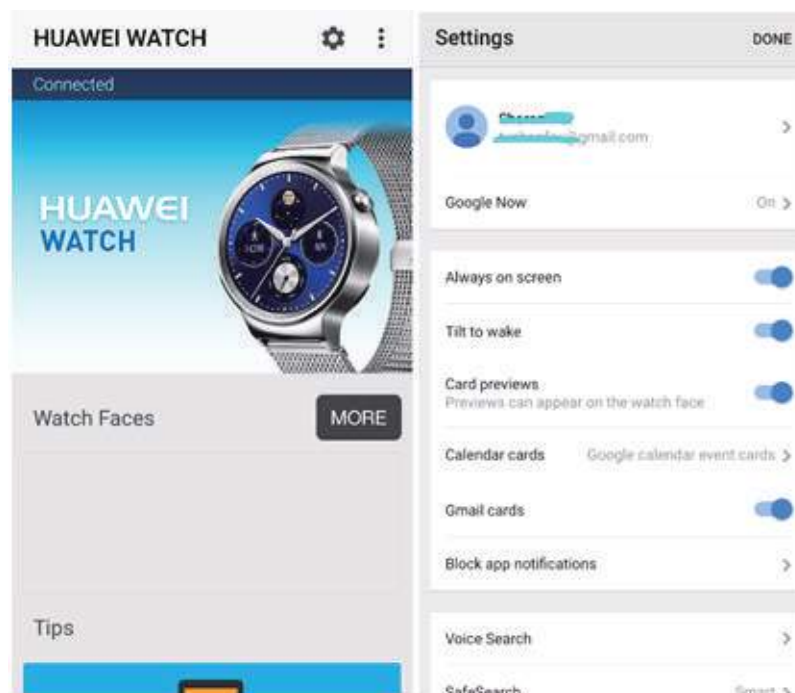 HUAWEI WATCH
Connected
HUAWEI
WATCH
Watch Faces
MORE
Tips
Settings
DONE
gmail.com
Google Now
On
Always on screen
Tilt to wake
Card previews
Previews can appear on the watch face
Calendar cards
Google calendar event cards
Gmail cards
Block app notifications
Voice Search
SafeSearch
Smart